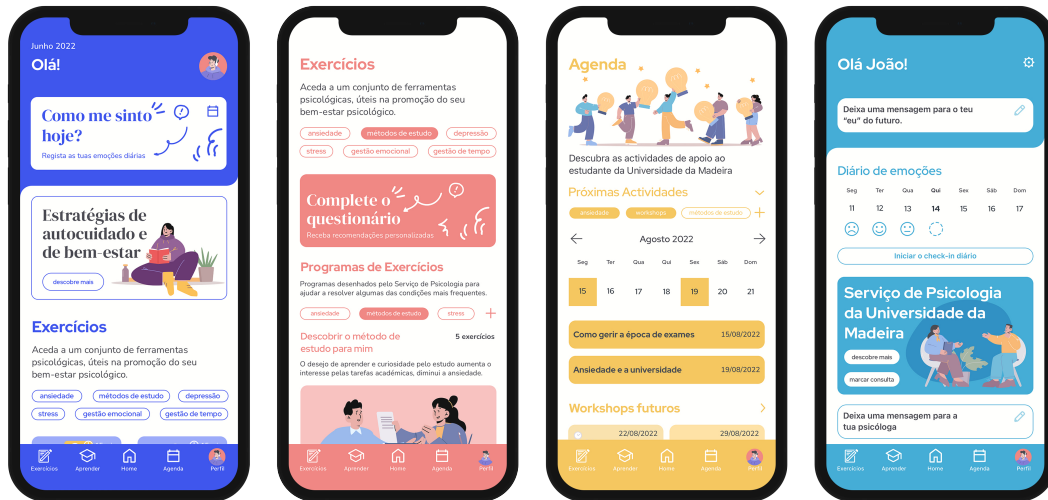 Junho 2022
Olá!
Como me sinto
hoje?
Regista as tuas emoções diárias
Estratégias de
autocuidado e
de bem-estar
descobre mais
Exercícios
Aceda a um conjunto de ferramentas
psicológicas, úteis na promoção do seu
bem-estar psicológico.
ansiedade métodos de estudo depressão
stress gestão emocional gestão de tempo
Exercícios Aprender Home Agenda Perfil
Exercícios
Aceda a um conjunto de ferramentas
psicológicas, úteis na promoção do seu
bem-estar psicológico.
ansiedade métodos de estudo depressão
stress gestão emocional gestão de tempo
Complete o
questionário
Receba recomendações personalizadas
Programas de Exercícios
Programas desenhados pelo Serviço de Psicologia para
ajudar a resolver algumas das condições mais frequentes.
ansiedade métodos de estudo stress +
Descobrir o método de
estudo para mim
5 exercícios
O desejo de aprender e curiosidade pelo estudo aumenta o
interesse pelas tarefas académicas, diminui a ansiedade.
Exercícios Aprender Home Agenda Perfil
Agenda
Descubra as actividades de apoio ao
estudante da Universidade da Madeira
Próximas Actividades
ansiedade workshops métodos de estudo +
Agosto 2022
Seg Ter Qua Qui Sex Sáb Dom
15 16 17 18 19 20 21
Como gerir a época de exames 15/08/2022
Ansiedade e a universidade 19/08/2022
Workshops futuros
22/08/2022 29/08/2022
Exercícios Aprender Home Agenda Perfil
Olá João!
Deixa uma mensagem para o teu
“eu” do futuro.
Diário de emoções
Seg Ter Qua Qui Sex Sáb Dom
11 12 13 14 15 16 17
Iniciar o check-in diário
Serviço de Psicologia
da Universidade da
Madeira
descobre mais
marcar consulta
Deixa uma mensagem para a
tua psicóloga
Exercícios Aprender Home Agenda Perfil